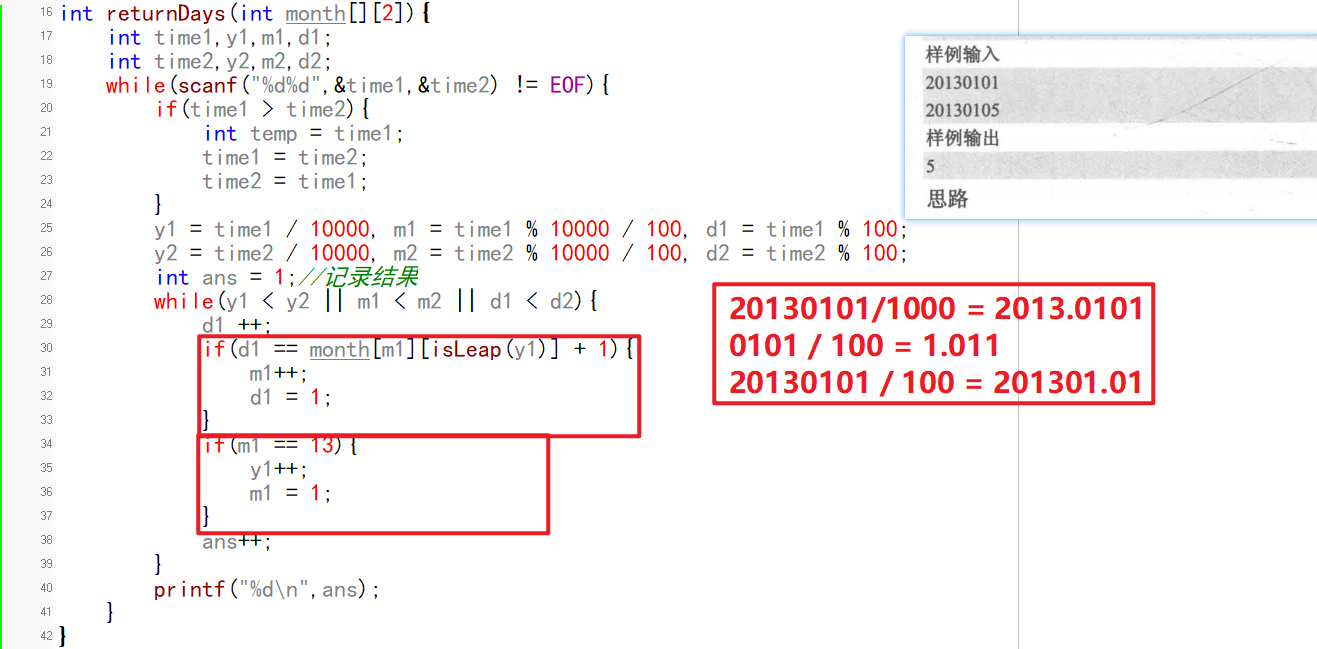 16 int returnDays(int month[][2]){
17 int time1,y1,m1,d1;
18 int time2,y2,m2,d2;
19 while(scanf("%d%d",&time1,&time2) != EOF){
20 if(time1 > time2){
21 int temp = time1;
22 time1 = time2;
23 time2 = time1;
24 }
25 y1 = time1 / 10000, m1 = time1 % 10000 / 100, d1 = time1 % 100;
26 y2 = time2 / 10000, m2 = time2 % 10000 / 100, d2 = time2 % 100;
27 int ans = 1;//记录结果
28 while(y1 < y2 || m1 < m2 || d1 < d2){
29 d1 ++;
30 if(d1 == month[m1][isLeap(y1)] + 1){
31 m1++;
32 d1 = 1;
33 }
34 if(m1 == 13){
35 y1++;
36 m1 = 1;
37 }
38 ans++;
39 }
40 printf("%d\n",ans);
41 }
42 }
样例输入
20130101
20130105
样例输出
5
思路
20130101/1000 = 2013.0101
0101 / 100 = 1.011
20130101 / 100 = 201301.01